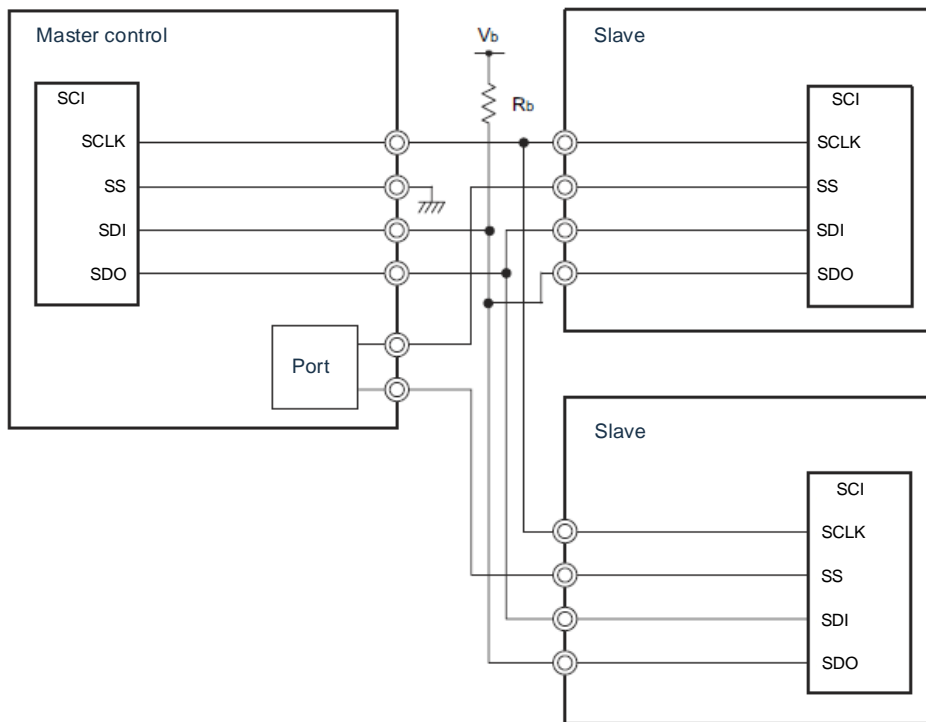 Master control
SCI
SCLK
SS
SDI
SDO
Port
Vb
Rb
Slave
SCI
SCLK
SS
SDI
SDO
Slave
SCI
SCLK
SS
SDI
SDO